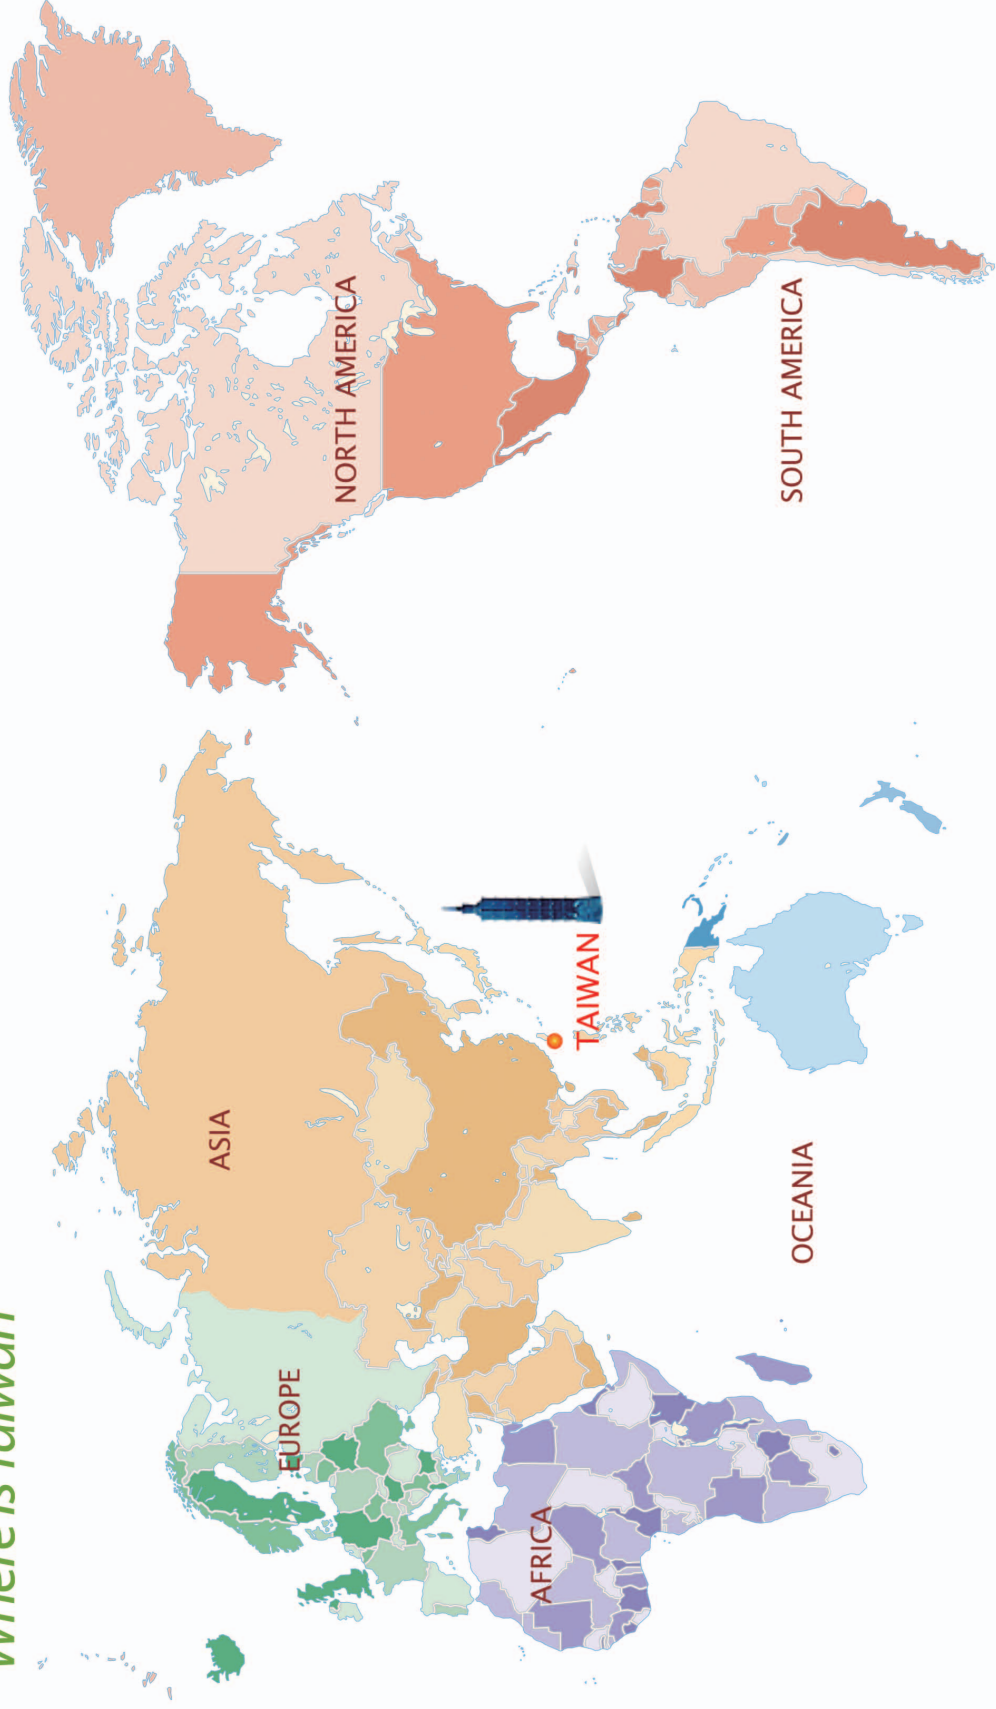 Where is Taiwan
NORTH AMERICA
ASIA
EUROPE
TAIWAN
AFRICA
SOUTH AMERICA
OCEANIA